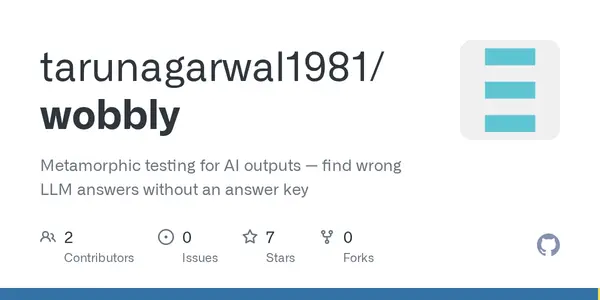 tarunagarwal1981/
wobbly
Metamorphic testing for AI outputs — find wrong
LLM answers without an answer key
2 0 7 0
Contributors Issues Stars Forks